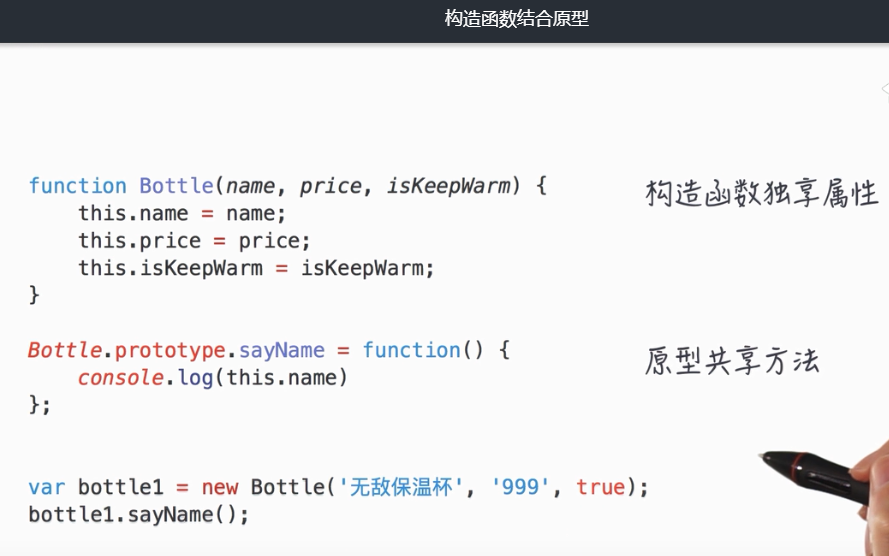 构造函数结合原型
function Bottle(name, price, isKeepWarm) {
构造函数独享属性
this.name = name;
this.price = price;
this.isKeepWarm = isKeepWarm;
}
Bottle.prototype.sayName = function() {
原型共享方法
console.log(this.name)
};
var bottle1 = new Bottle('无敌保温杯', '999', true);
bottle1.sayName();